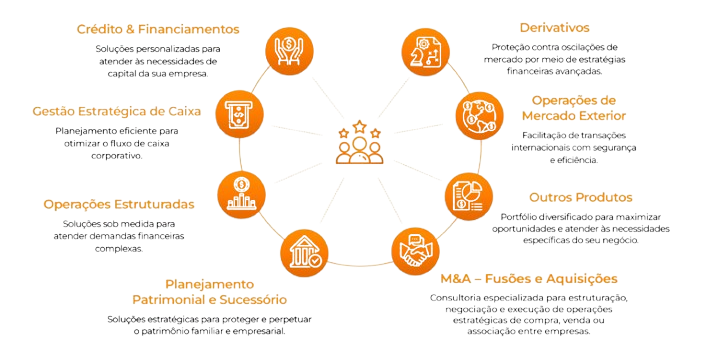 Crédito & Financiamentos
Soluções personalizadas para
atender às necessidades de
capital da sua empresa.
Gestão Estratégica de Caixa
Planejamento eficiente para
otimizar o fluxo de caixa
corporativo.
Operações Estruturadas
Soluções sob medida para
atender demandas financeiras
complexas.
Planejamento
Patrimonial e Sucessório
Soluções estratégicas para proteger e perpetuar
o patrimônio familiar e empresarial.
Derivativos
Proteção contra oscilações de
mercado por meio de estratégias
financeiras avançadas.
Operações de
Mercado Exterior
Facilitação de transações
internacionais com segurança
e eficiência.
Outros Produtos
Portfólio diversificado para maximizar
oportunidades e atender às necessidades
específicas do seu negócio.
M&A – Fusões e Aquisições
Consultoria especializada para estruturação,
negociação e execução de operações
estratégicas de compra, venda ou
associação entre empresas.